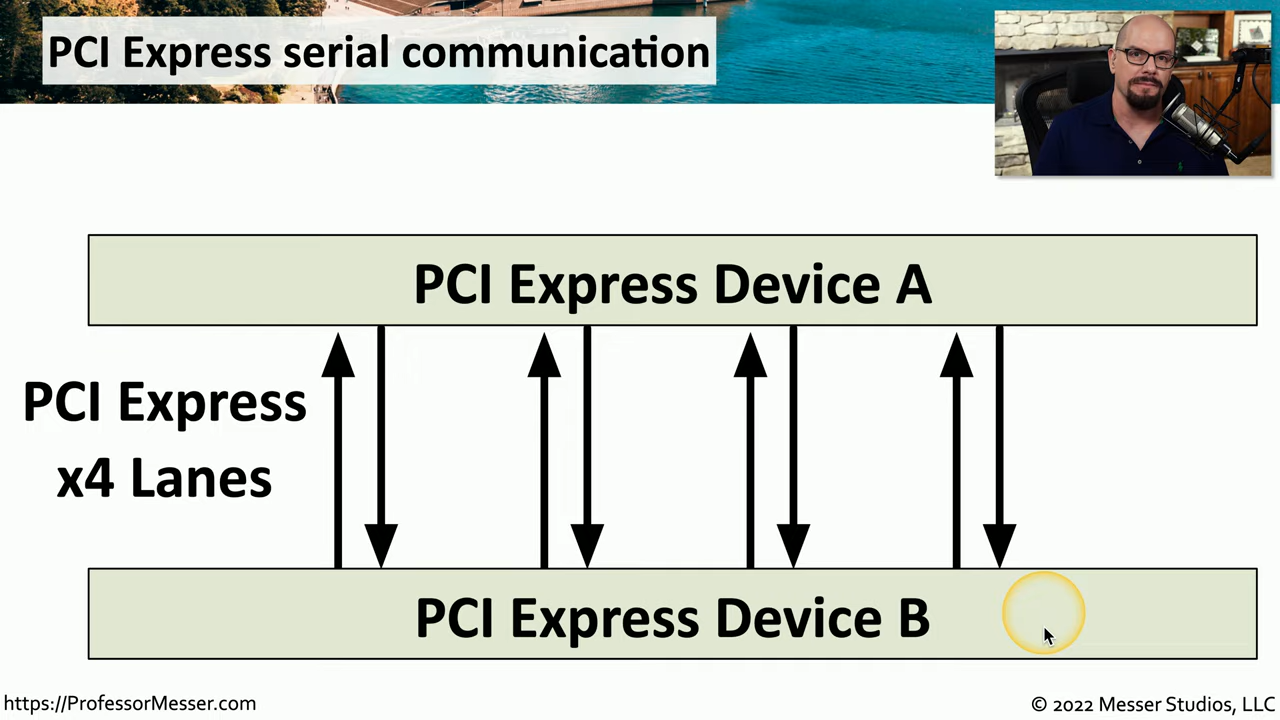 PCI Express serial communication
PCI Express Device A
PCI Express
x4 Lanes
PCI Express Device B
https://ProfessorMesser.com
© 2022 Messer Studios, LLC